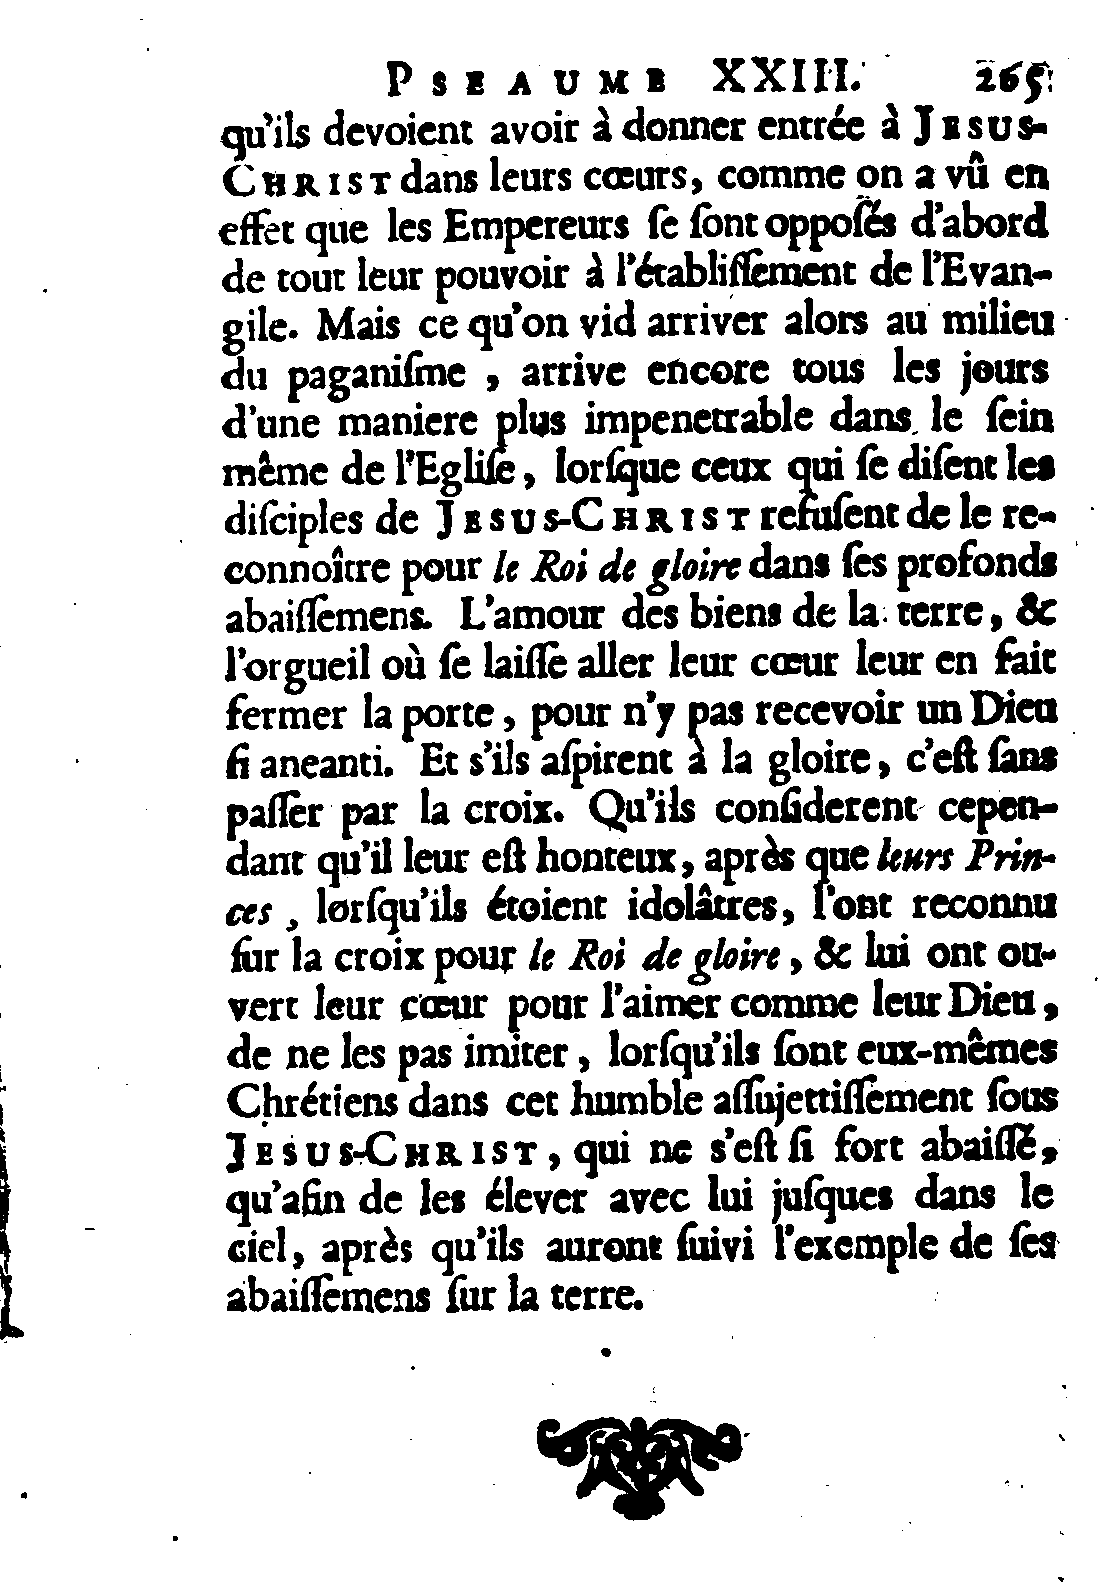 PSEAUME XXIII. 265
qu'ils devoient avoir à donner entrée à JESUS-
CHRIST dans leurs cœurs, comme on a vû en
effet que les Empereurs ſe ſont oppoſés d'abord
de tout leur pouvoir à l'établiſſement de l'Evan-
gile. Mais ce qu'on vid arriver alors au milieu
du paganiſme, arrive encore tous les jours
d'une maniere plus impenetrable dans le ſein
même de l'Egliſe, lorſque ceux qui ſe diſent les
diſciples de JESUS-CHRIST refuſent de le re-
connoître pour le Roi de gloire dans ſes profonds
abaiſſemens. L'amour des biens de la terre, &
l'orgueil où ſe laiſſe aller leur cœur leur en fait
fermer la porte, pour n'y pas recevoir un Dieu
ſi aneanti. Et s'ils aſpirent à la gloire, c'eſt ſans
paſſer par la croix. Qu'ils conſiderent cepen-
dant qu'il leur eſt honteux, après que leurs Prin-
ces, lorſqu'ils étoient idolâtres, l'ont reconnu
ſur la croix pour le Roi de gloire, & lui ont ou-
vert leur cœur pour l'aimer comme leur Dieu,
de ne les pas imiter, lorſqu'ils ſont eux-mêmes
Chrétiens dans cet humble aſſujettiſſement ſous
JESUS-CHRIST, qui ne s'eſt ſi fort abaiſſé,
qu'afin de les élever avec lui juſques dans le
ciel, après qu'ils auront ſuivi l'exemple de ſes
abaiſſemens ſur la terre.